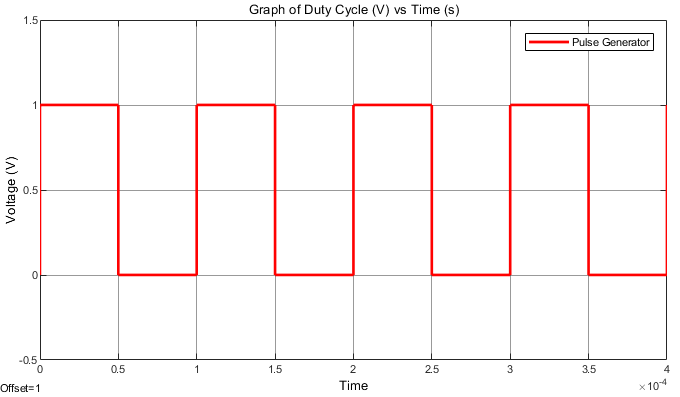 Graph of Duty Cycle (V) vs Time (s)
1.5
Pulse Generator
1
0.5
Voltage (V)
0
-0.5
0 0.5 1 1.5 2 2.5 3 3.5 4
Time
×10⁻⁴
Offset=1